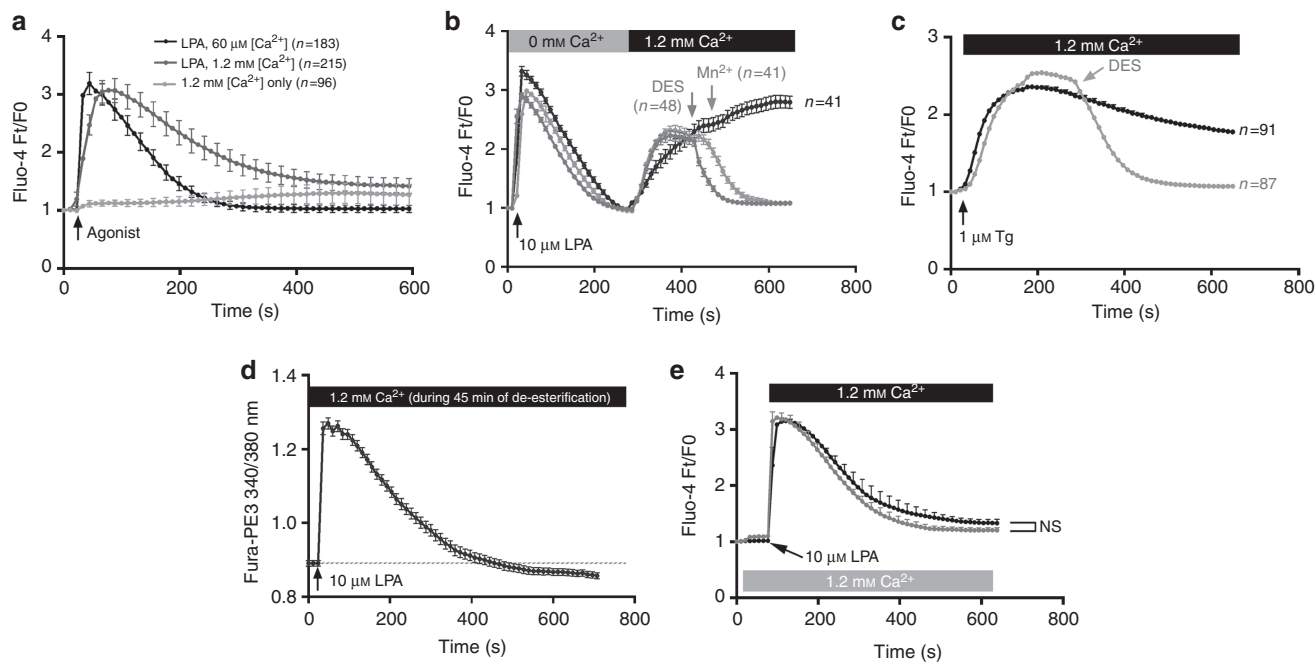 a
LPA, 60 µM [Ca²⁺] (n=183)
LPA, 1.2 mM [Ca²⁺] (n=215)
1.2 mM [Ca²⁺] only (n=96)
Fluo-4 Ft/F0
4
3
2
1
0
Agonist
0 200 400 600
Time (s)
b
0 mM Ca²⁺ 1.2 mM Ca²⁺
Fluo-4 Ft/F0
4
3
2
1
0
DES
(n=48)
Mn²⁺ (n=41)
n=41
10 µM LPA
0 200 400 600 800
Time (s)
c
1.2 mM Ca²⁺
Fluo-4 Ft/F0
3
2
1
0
DES
n=91
n=87
1 µM Tg
0 200 400 600 800
Time (s)
d
1.2 mM Ca²⁺ (during 45 min of de-esterification)
Fura-PE3 340/380 nm
1.4
1.2
1.0
0.8
10 µM LPA
0 200 400 600 800
Time (s)
e
1.2 mM Ca²⁺
Fluo-4 Ft/F0
4
3
2
1
0
NS
10 µM LPA
1.2 mM Ca²⁺
0 200 400 600 800
Time (s)